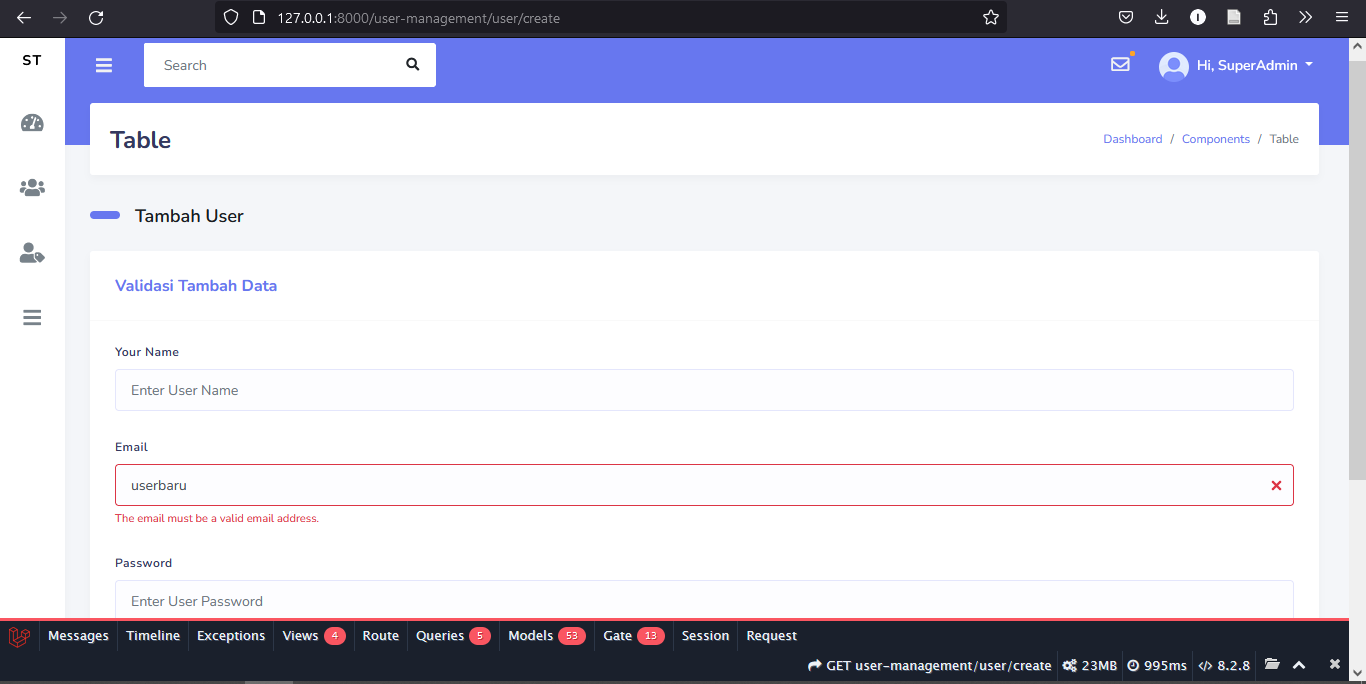 127.0.0.1:8000/user-management/user/create
ST
Search
Hi, SuperAdmin
Table
Dashboard / Components / Table
Tambah User
Validasi Tambah Data
Your Name
Enter User Name
Email
userbaru
The email must be a valid email address.
Password
Enter User Password
Messages Timeline Exceptions Views 4 Route Queries 5 Models 53 Gate 13 Session Request
GET user-management/user/create 23MB 995ms 8.2.8